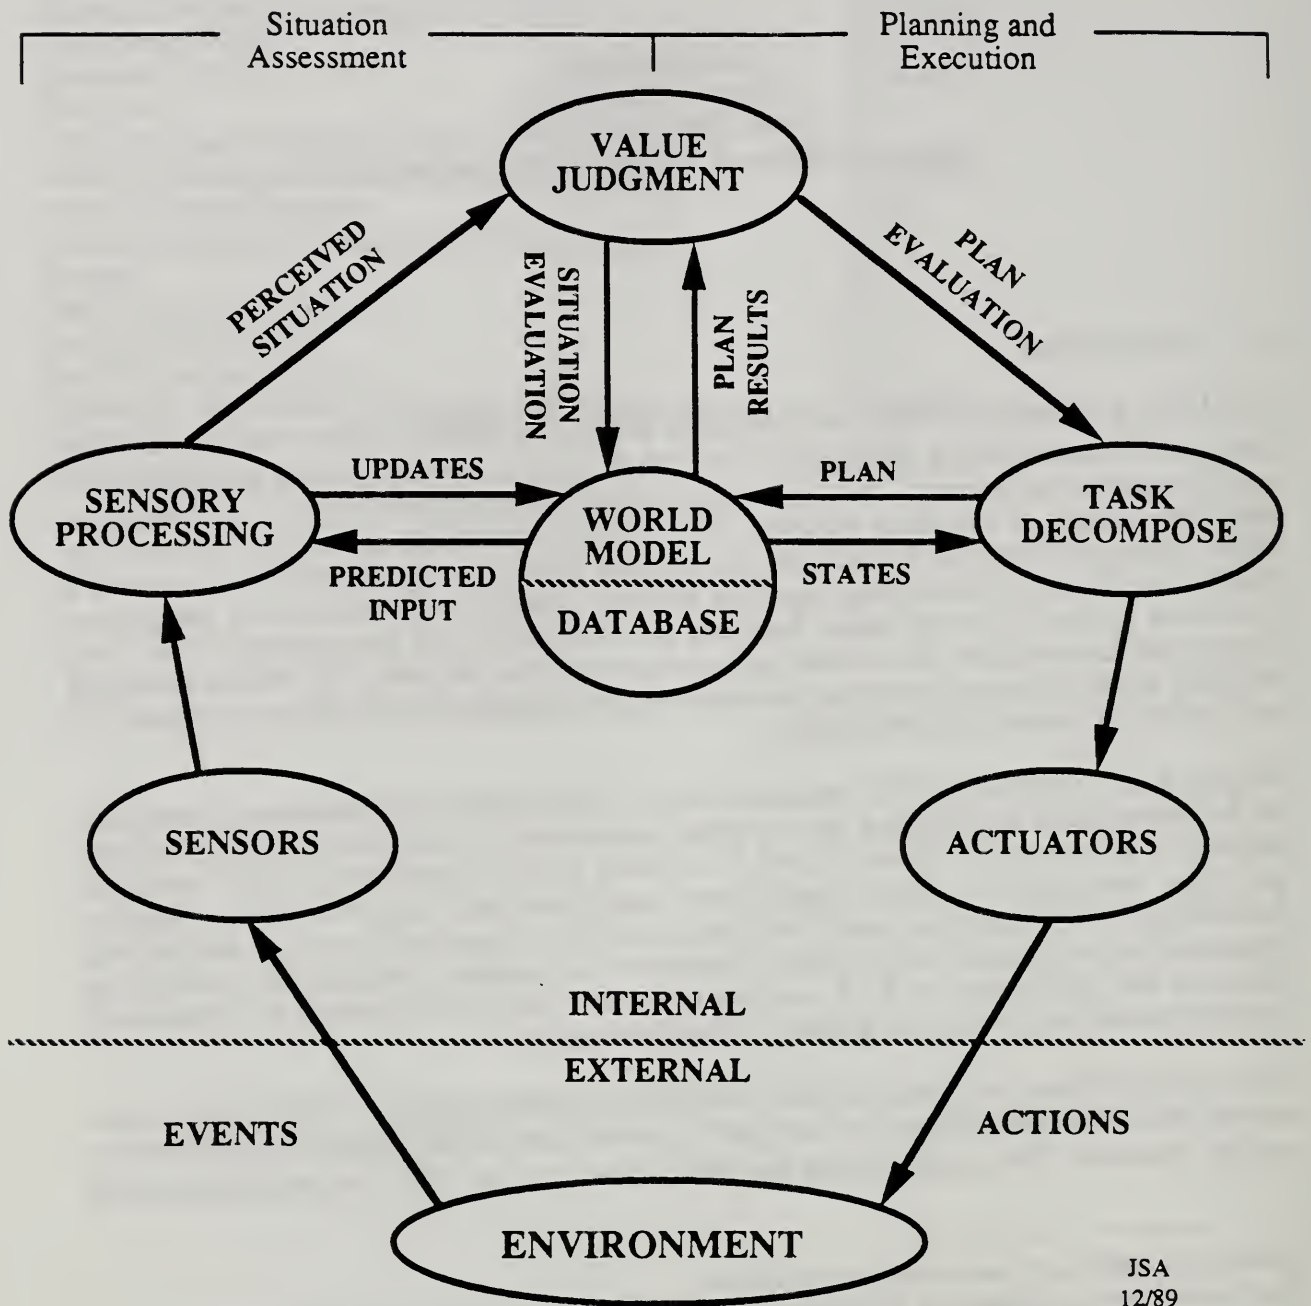 Situation
Assessment
Planning and
Execution
VALUE
JUDGMENT
PERCEIVED
SITUATION
SITUATION
EVALUATION
PLAN
RESULTS
PLAN
EVALUATION
SENSORY
PROCESSING
UPDATES
PREDICTED
INPUT
WORLD
MODEL
DATABASE
PLAN
STATES
TASK
DECOMPOSE
SENSORS
ACTUATORS
INTERNAL
EXTERNAL
EVENTS
ACTIONS
ENVIRONMENT
JSA
12/89